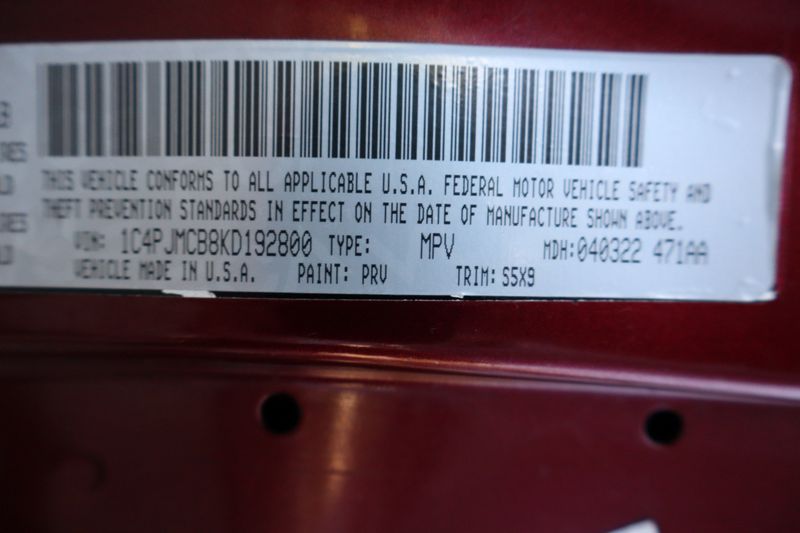 THIS VEHICLE CONFORMS TO ALL APPLICABLE U.S.A. FEDERAL MOTOR VEHICLE SAFETY AND
THEFT PREVENTION STANDARDS IN EFFECT ON THE DATE OF MANUFACTURE SHOWN ABOVE.
VIN: 1C4PJMCB8KD192800 TYPE: MPV MDH:040322 471AA
VEHICLE MADE IN U.S.A. PAINT: PRV TRIM: S5X9